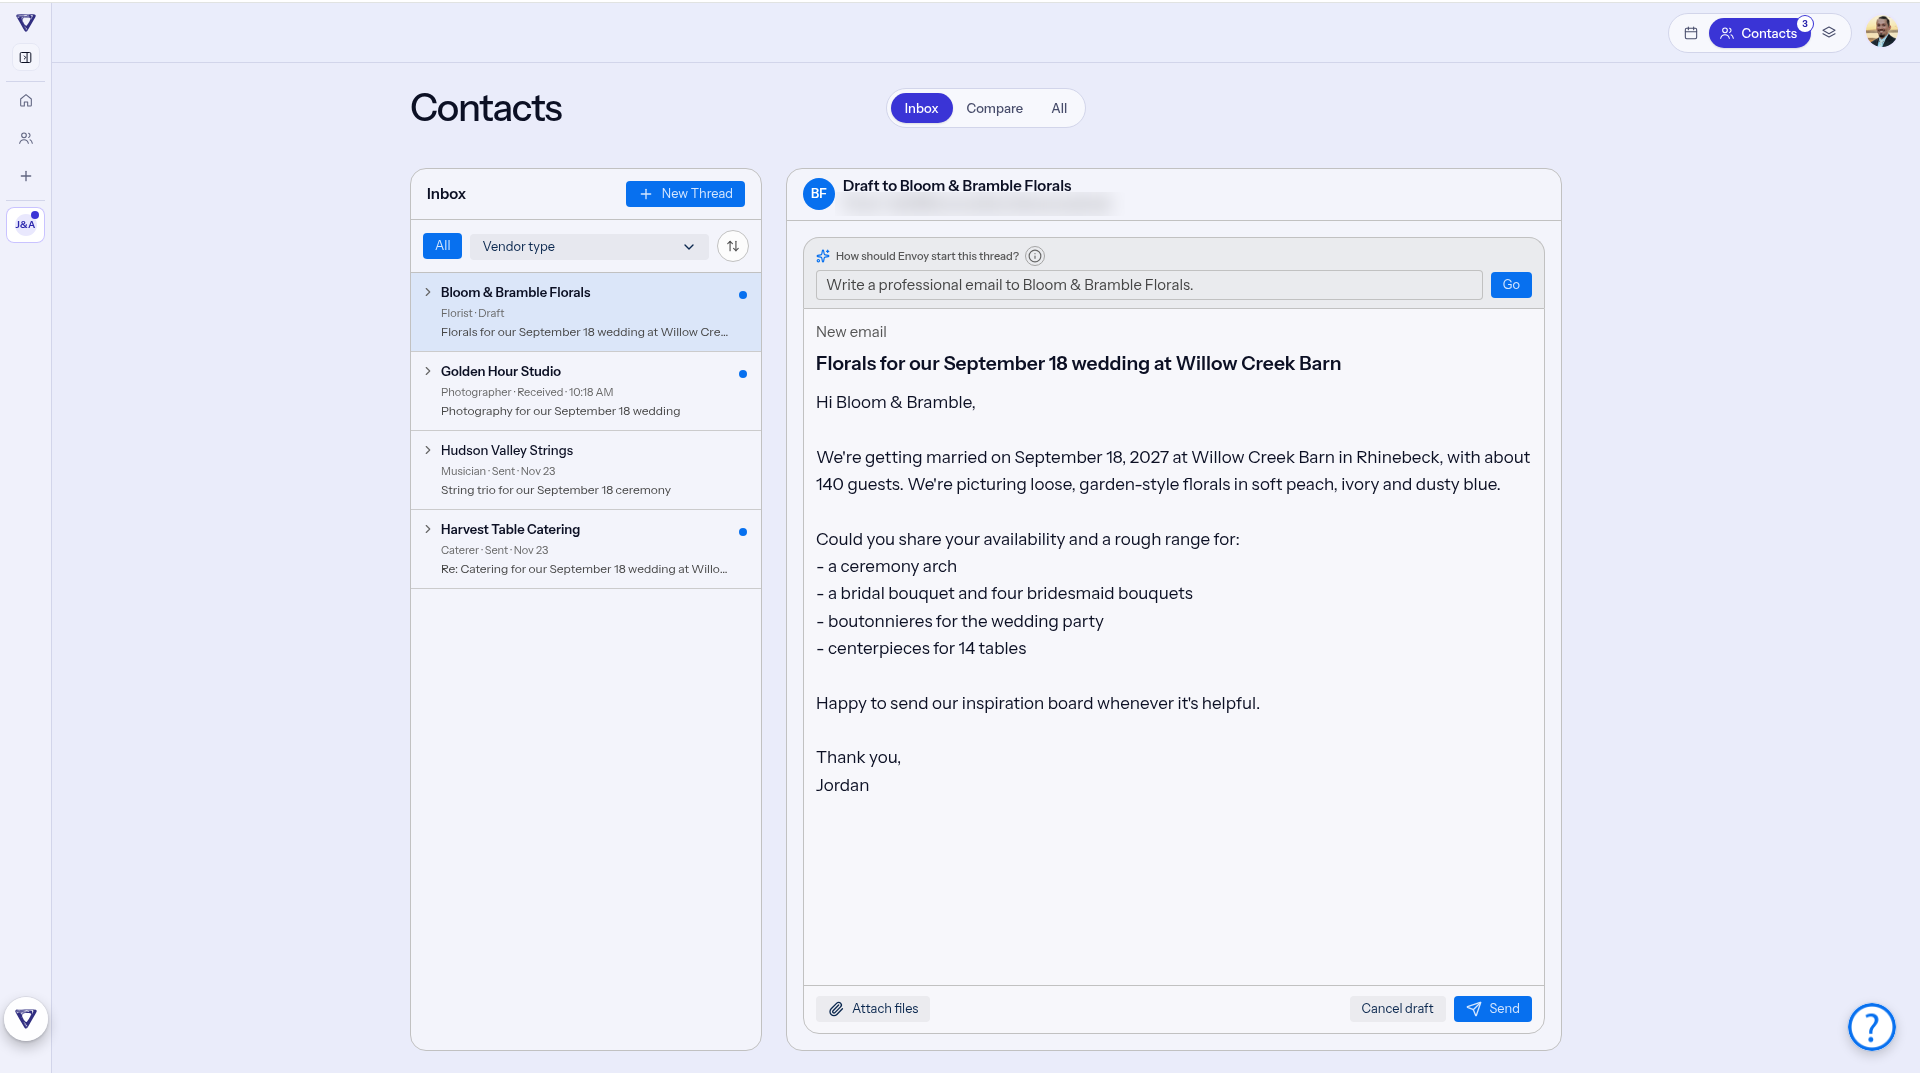 Contacts
3
J&A
Contacts
Inbox
Compare
All
Inbox
New Thread
All
Vendor type
Bloom & Bramble Florals
Florist · Draft
Florals for our September 18 wedding at Willow Cre...
Golden Hour Studio
Photographer · Received · 10:18 AM
Photography for our September 18 wedding
Hudson Valley Strings
Musician · Sent · Nov 23
String trio for our September 18 ceremony
Harvest Table Catering
Caterer · Sent · Nov 23
Re: Catering for our September 18 wedding at Willo...
BF
Draft to Bloom & Bramble Florals
How should Envoy start this thread?
Write a professional email to Bloom & Bramble Florals.
Go
New email
Florals for our September 18 wedding at Willow Creek Barn
Hi Bloom & Bramble,
We're getting married on September 18, 2027 at Willow Creek Barn in Rhinebeck, with about
140 guests. We're picturing loose, garden-style florals in soft peach, ivory and dusty blue.
Could you share your availability and a rough range for:
- a ceremony arch
- a bridal bouquet and four bridesmaid bouquets
- boutonnieres for the wedding party
- centerpieces for 14 tables
Happy to send our inspiration board whenever it's helpful.
Thank you,
Jordan
Attach files
Cancel draft
Send
?